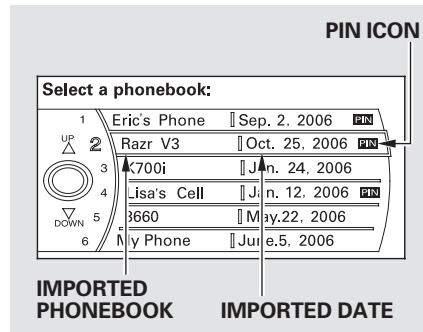 PIN ICON
Select a phonebook:
1 Eric's Phone Sep. 2, 2006 PIN
UP 2 Razr V3 Oct. 25, 2006 PIN
3 K700i Jan. 24, 2006
4 Lisa's Cell Jan. 12, 2006 PIN
DOWN 5 3660 May.22, 2006
6 My Phone June.5, 2006
IMPORTED PHONEBOOK
IMPORTED DATE